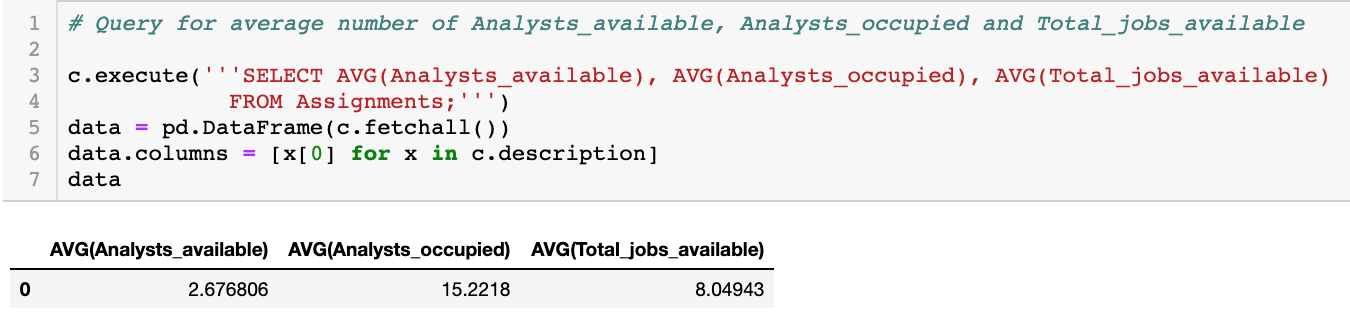 1 # Query for average number of Analysts_available, Analysts_occupied and Total_jobs_available
2
3 c.execute('''SELECT AVG(Analysts_available), AVG(Analysts_occupied), AVG(Total_jobs_available)
4 FROM Assignments;''')
5 data = pd.DataFrame(c.fetchall())
6 data.columns = [x[0] for x in c.description]
7 data
AVG(Analysts_available) AVG(Analysts_occupied) AVG(Total_jobs_available)
0 2.676806 15.2218 8.04943